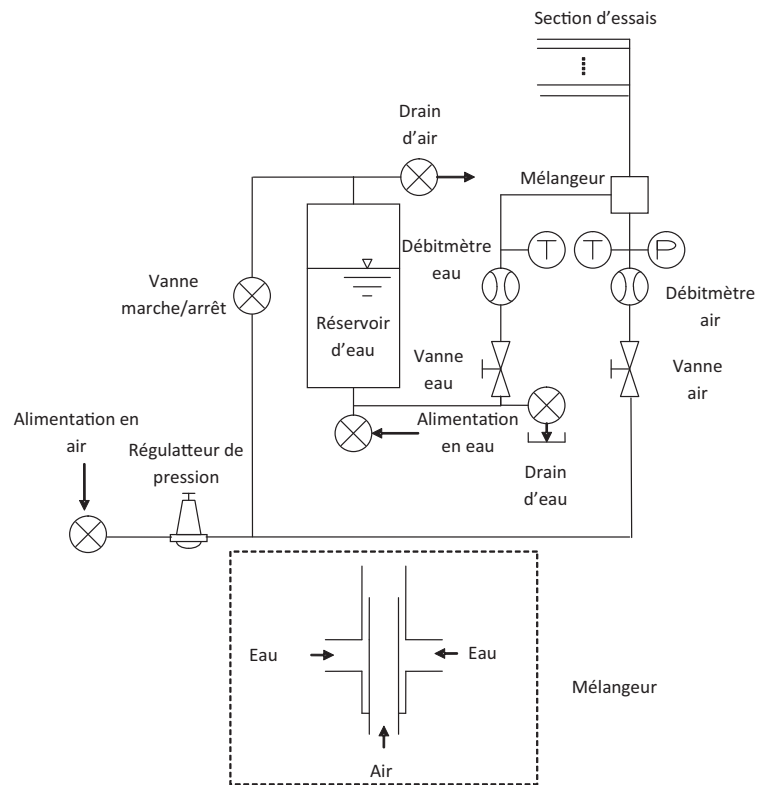 Section d'essais
Drain
d'air
Mélangeur
Débitmètre
eau
T
T
P
Vanne
marche/arrêt
Débitmètre
air
Réservoir
d'eau
Vanne
eau
Vanne
air
Alimentation en
air
Alimentation
en eau
Régulatteur de
pression
Drain
d'eau
Eau
Eau
Mélangeur
Air